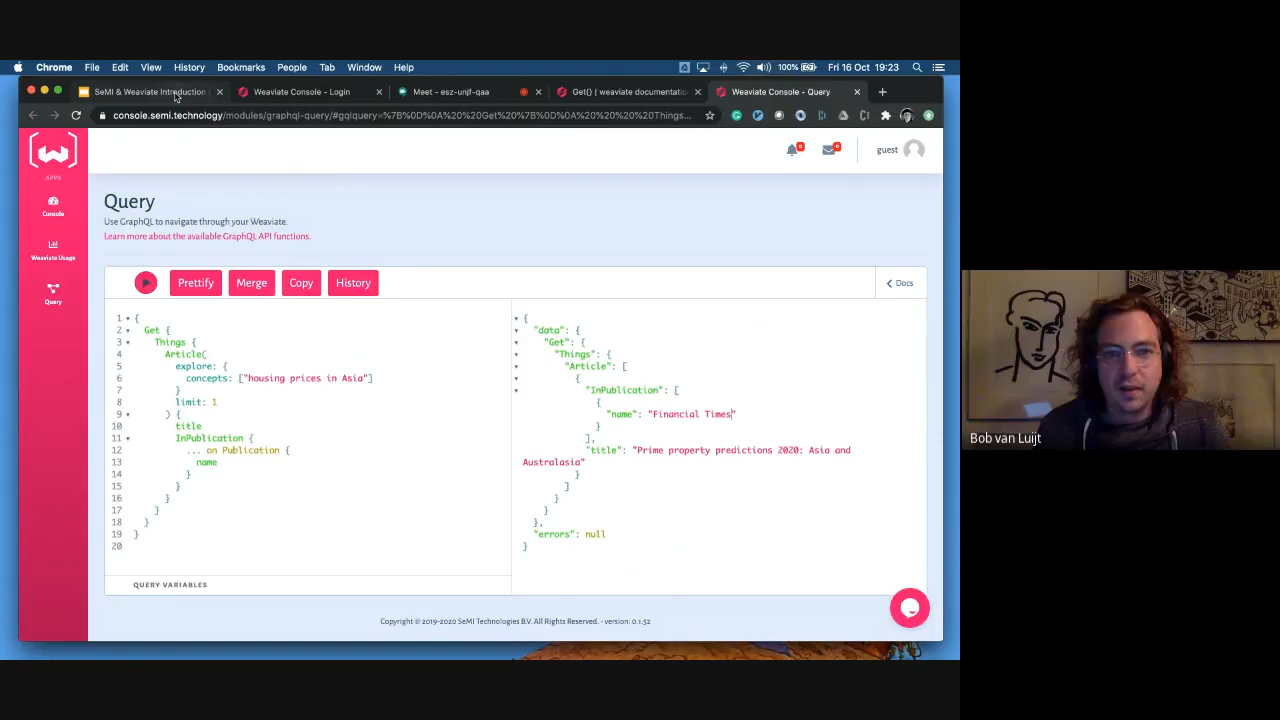 Chrome File Edit View History Bookmarks People Tab Window Help 100% Fri 16 Oct 19:23
SeMI & Weaviate Introduction Weaviate Console - Login Meet - esz-unjf-qaa Get{} | weaviate documentatio Weaviate Console - Query
console.semi.technology/modules/graphql-query/#gqlquery=%7B%0D%0A%20%20Get%20%7B%0D%0A%20%20%20%20Things...
APPS
Console
Weaviate Usage
Query
0 0 guest
Query
Use GraphQL to navigate through your Weaviate.
Learn more about the available GraphQL API functions.
Prettify Merge Copy History Docs
1 {
2 Get {
3 Things {
4 Article(
5 explore: {
6 concepts: ["housing prices in Asia"]
7 }
8 limit: 1
9 ) {
10 title
11 InPublication {
12 ... on Publication {
13 name
14 }
15 }
16 }
17 }
18 }
19 }
20
{
"data": {
"Get": {
"Things": {
"Article": [
{
"InPublication": [
{
"name": "Financial Times"
}
],
"title": "Prime property predictions 2020: Asia and
Australasia"
}
]
}
}
},
"errors": null
}
QUERY VARIABLES
Copyright © 2019-2020 SeMI Technologies B.V. All Rights Reserved. - version: 0.1.52
Bob van Luijt